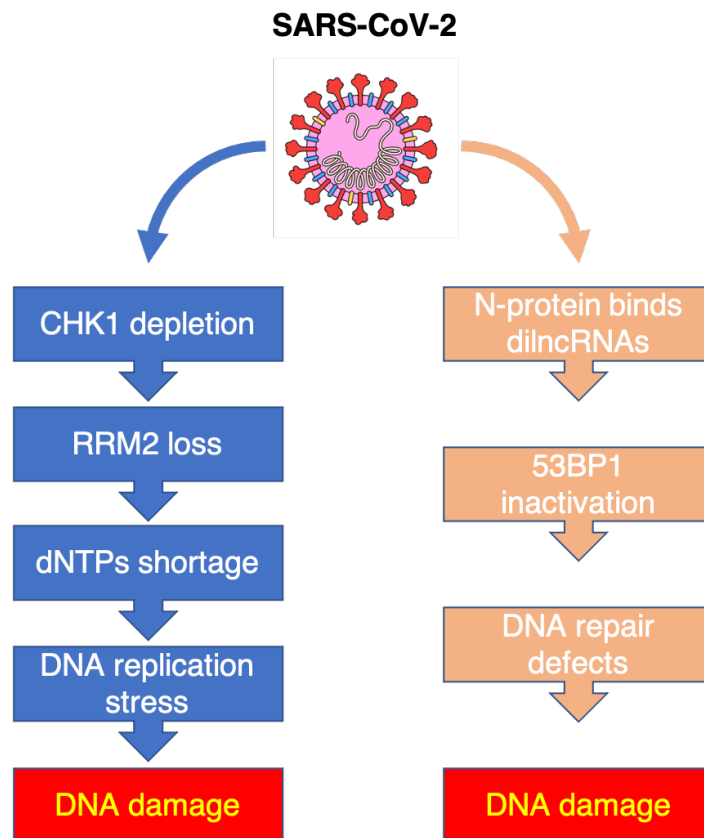 SARS-CoV-2
CHK1 depletion
RRM2 loss
dNTPs shortage
DNA replication
stress
DNA damage
N-protein binds
dilncRNAs
53BP1
inactivation
DNA repair
defects
DNA damage